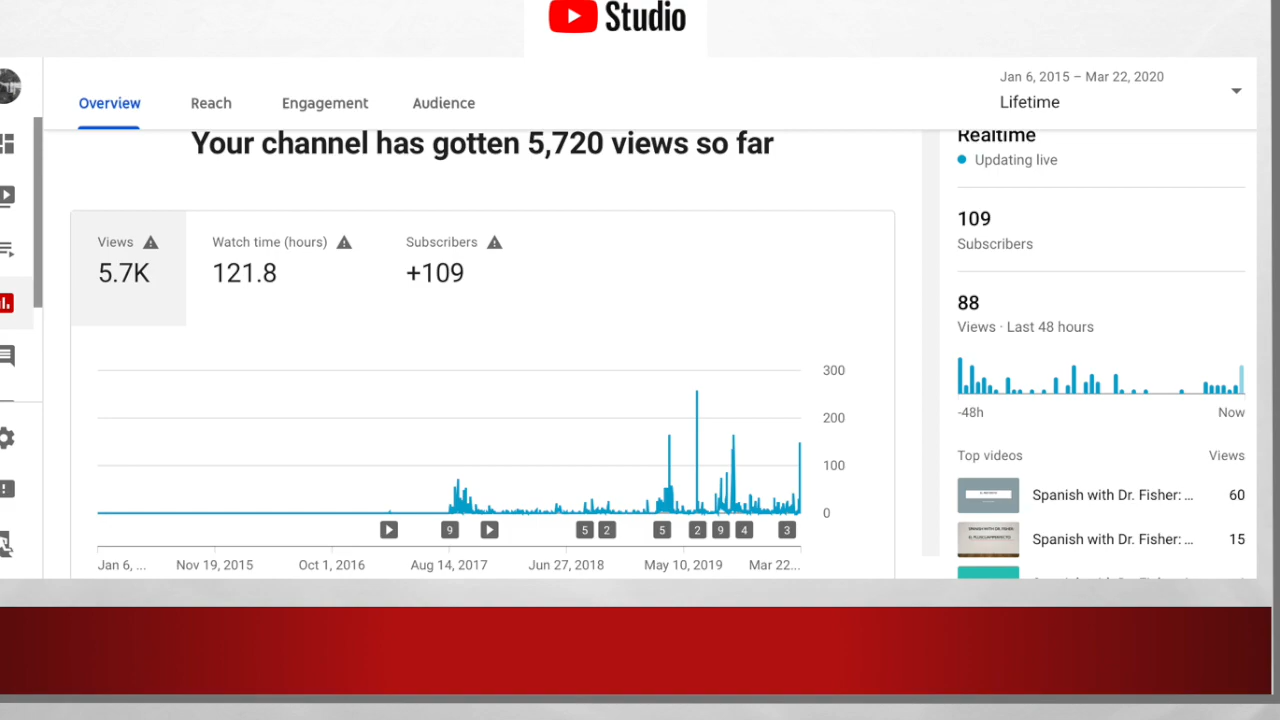 Studio
Overview Reach Engagement Audience
Jan 6, 2015 – Mar 22, 2020
Lifetime
Your channel has gotten 5,720 views so far
Realtime
Updating live
109
Subscribers
88
Views · Last 48 hours
-48h Now
Top videos Views
Spanish with Dr. Fisher: ... 60
Spanish with Dr. Fisher: ... 15
Views Watch time (hours) Subscribers
5.7K 121.8 +109
300
200
100
0
9 5 2 5 2 9 4 3
Jan 6, ... Nov 19, 2015 Oct 1, 2016 Aug 14, 2017 Jun 27, 2018 May 10, 2019 Mar 22...